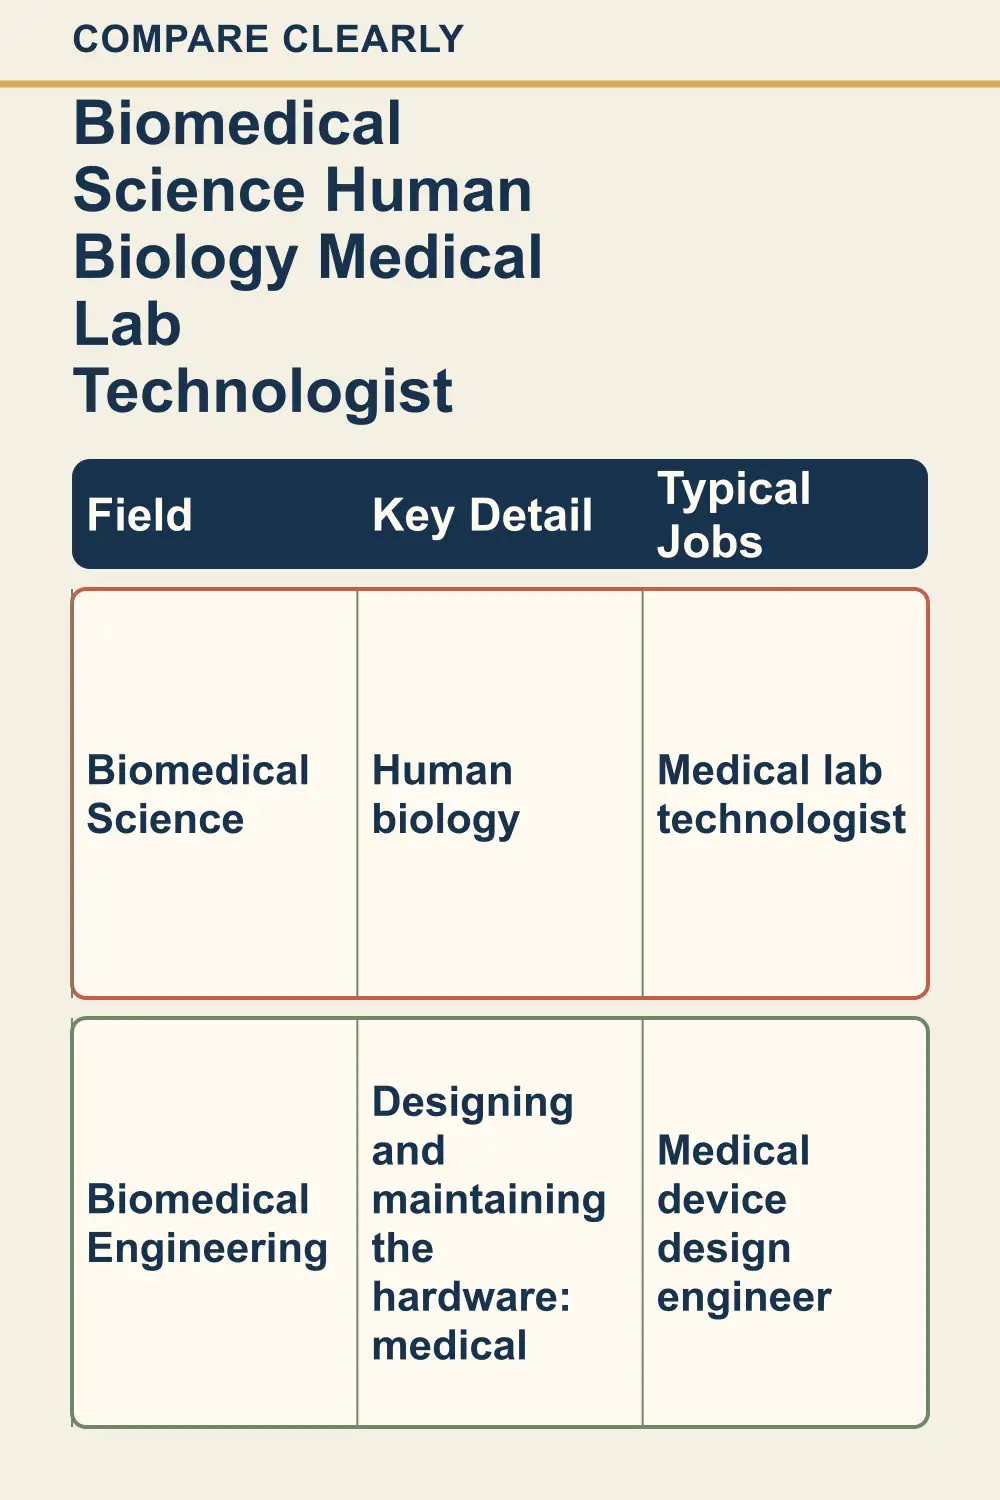 COMPARE CLEARLY
Biomedical
Science Human
Biology Medical
Lab
Technologist
Field
Key Detail
Typical
Jobs
Biomedical
Science
Human
biology
Medical lab
technologist
Biomedical
Engineering
Designing
and
maintaining
the
hardware:
medical
Medical
device
design
engineer